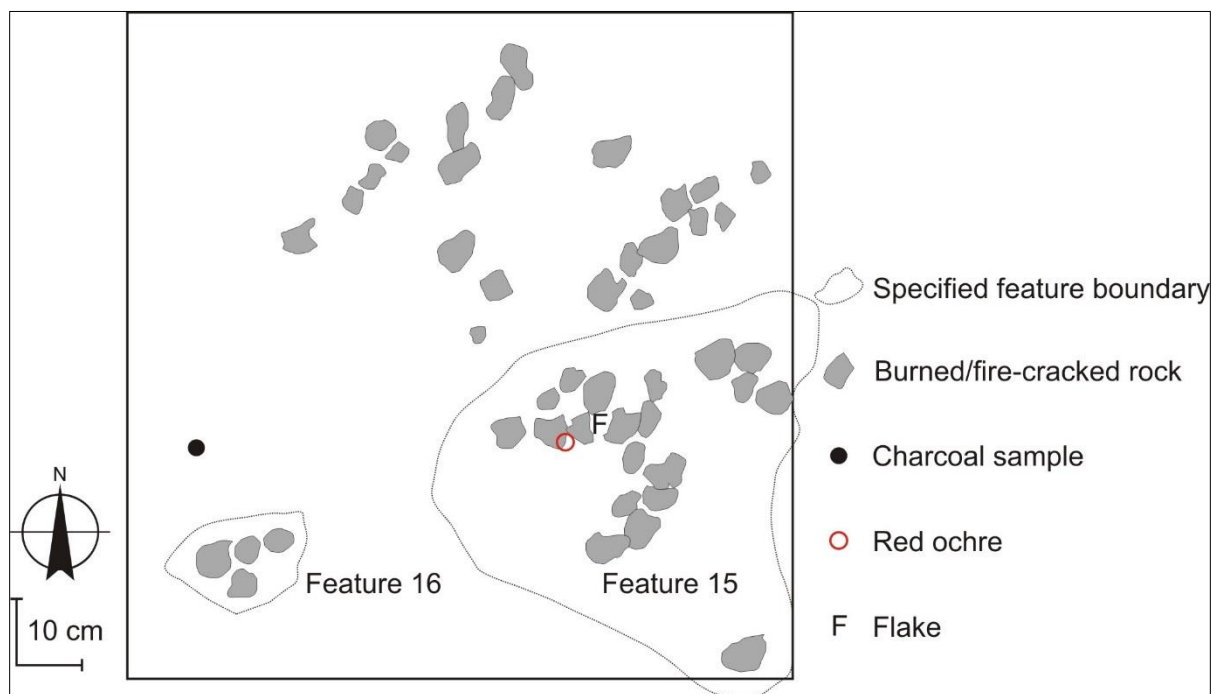 Specified feature boundary
Burned/fire-cracked rock
F
Charcoal sample
N
Red ochre
Feature 16
Feature 15
10 cm
F Flake